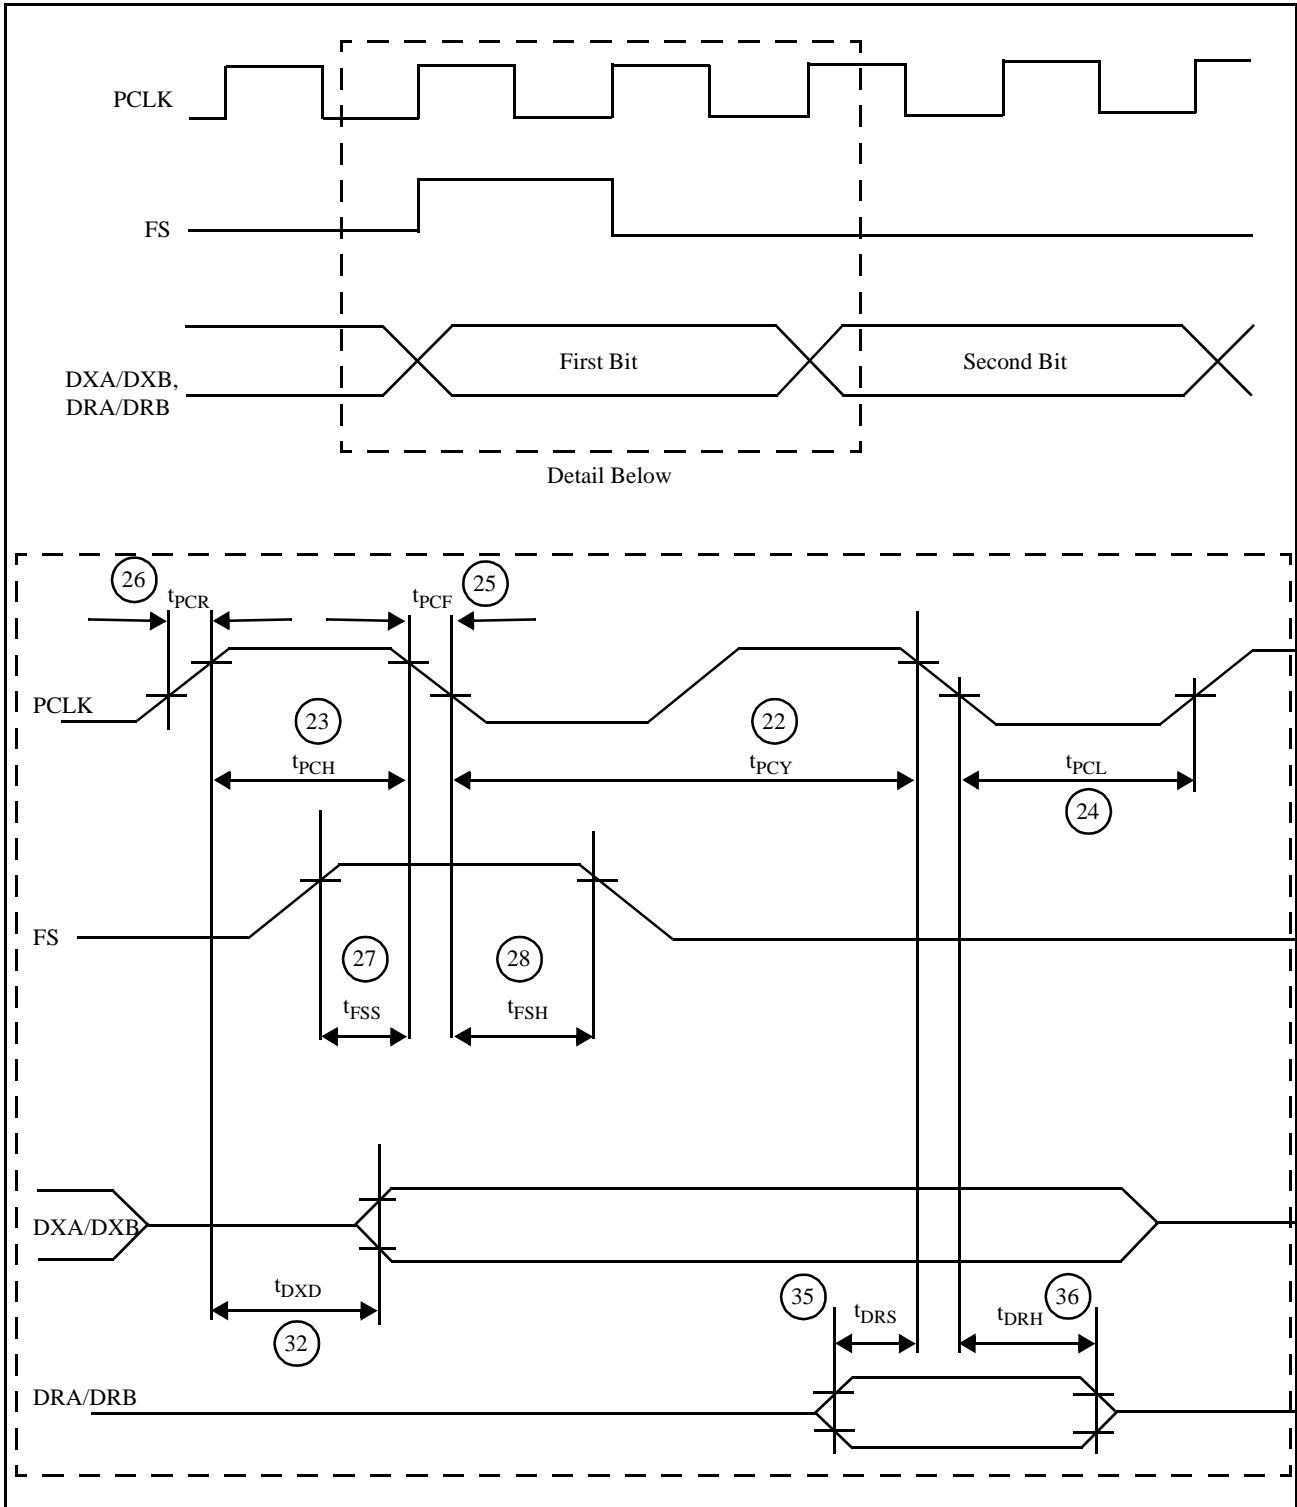 PCLK
FS
First Bit
Second Bit
DXA/DXB,
DRA/DRB
Detail Below
26
tPCR
tPCF
25
PCLK
23
22
tPCH
tPCY
tPCL
24
FS
27
28
tFSS
tFSH
DXA/DXB
tDXD
32
35
tDRS
tDRH
36
DRA/DRB